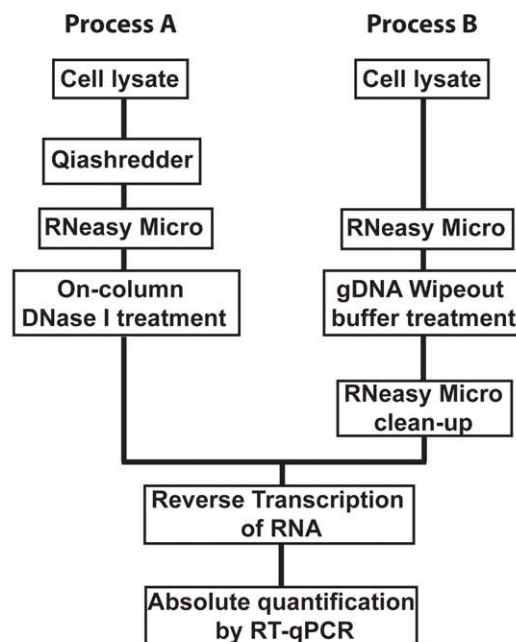 Process A
Cell lysate
Qiashredder
RNeasy Micro
On-column
DNase I treatment
Process B
Cell lysate
RNeasy Micro
gDNA Wipeout
buffer treatment
RNeasy Micro
clean-up
Reverse Transcription
of RNA
Absolute quantification
by RT-qPCR